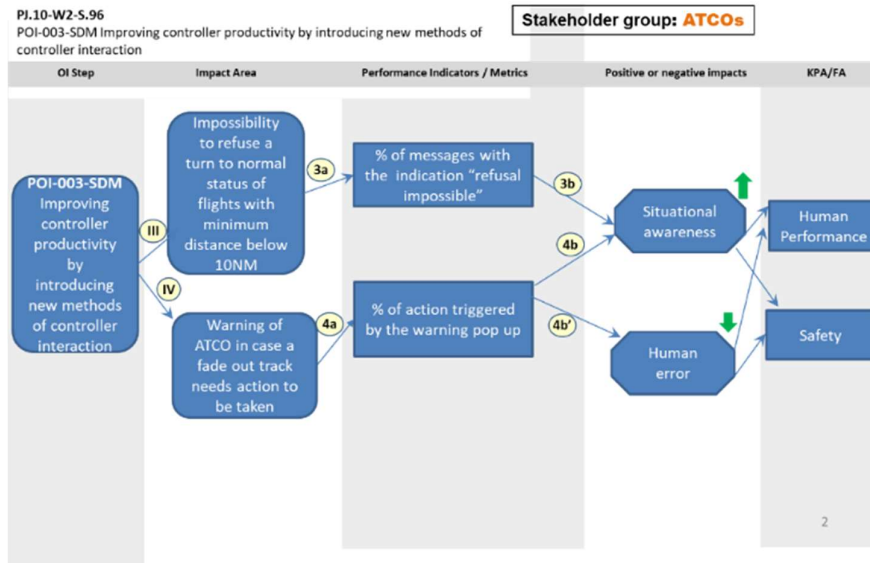 PJ.10-W2-S.96
POI-003-SDM Improving controller productivity by introducing new methods of
controller interaction
Stakeholder group: ATCOs
OI Step
Impact Area
Performance Indicators / Metrics
Positive or negative impacts
KPA/FA
POI-003-SDM
Improving
controller
productivity
by
introducing
new methods
of controller
interaction
III
IV
Impossibility
to refuse a
turn to normal
status of
flights with
minimum
distance below
10NM
Warning of
ATCO in case a
fade out track
needs action to
be taken
3a
4a
% of messages with
the indication “refusal
impossible”
% of action triggered
by the warning pop up
3b
4b
4b’
Situational
awareness
Human
error
Human
Performance
Safety
2